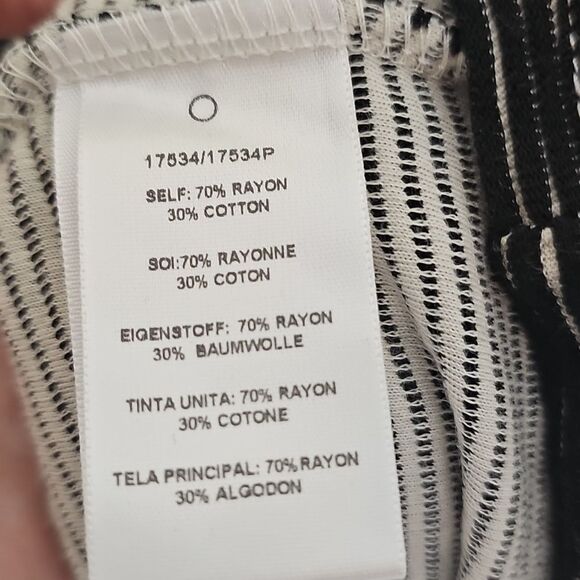 17534/17534P
SELF: 70% RAYON
30% COTTON
SOI:70% RAYONNE
30% COTON
EIGENSTOFF: 70% RAYON
30% BAUMWOLLE
TINTA UNITA: 70% RAYON
30% COTONE
TELA PRINCIPAL: 70% RAYON
30% ALGODON